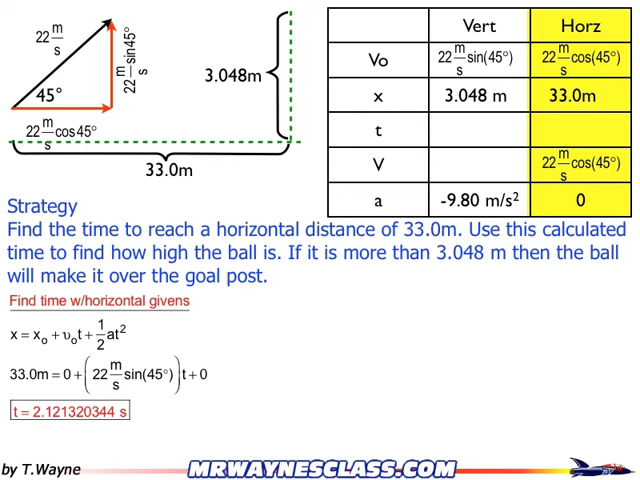 22 m/s
22 m/s sin45°
45°
22 m/s cos45°
3.048m
33.0m
Vert Horz
Vo 22 m/s sin(45°) 22 m/s cos(45°)
x 3.048 m 33.0m
t
V 22 m/s cos(45°)
a -9.80 m/s² 0
Strategy
Find the time to reach a horizontal distance of 33.0m. Use this calculated
time to find how high the ball is. If it is more than 3.048 m then the ball
will make it over the goal post.
Find time w/horizontal givens
x = xₒ + υₒt + 1/2 at²
33.0m = 0 + (22 m/s sin(45°)) t + 0
t = 2.121320344 s
by T.Wayne
MRWAYNESCLASS.COM